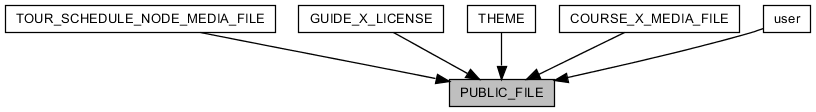 TOUR_SCHEDULE_NODE_MEDIA_FILE
GUIDE_X_LICENSE
THEME
COURSE_X_MEDIA_FILE
user
PUBLIC_FILE